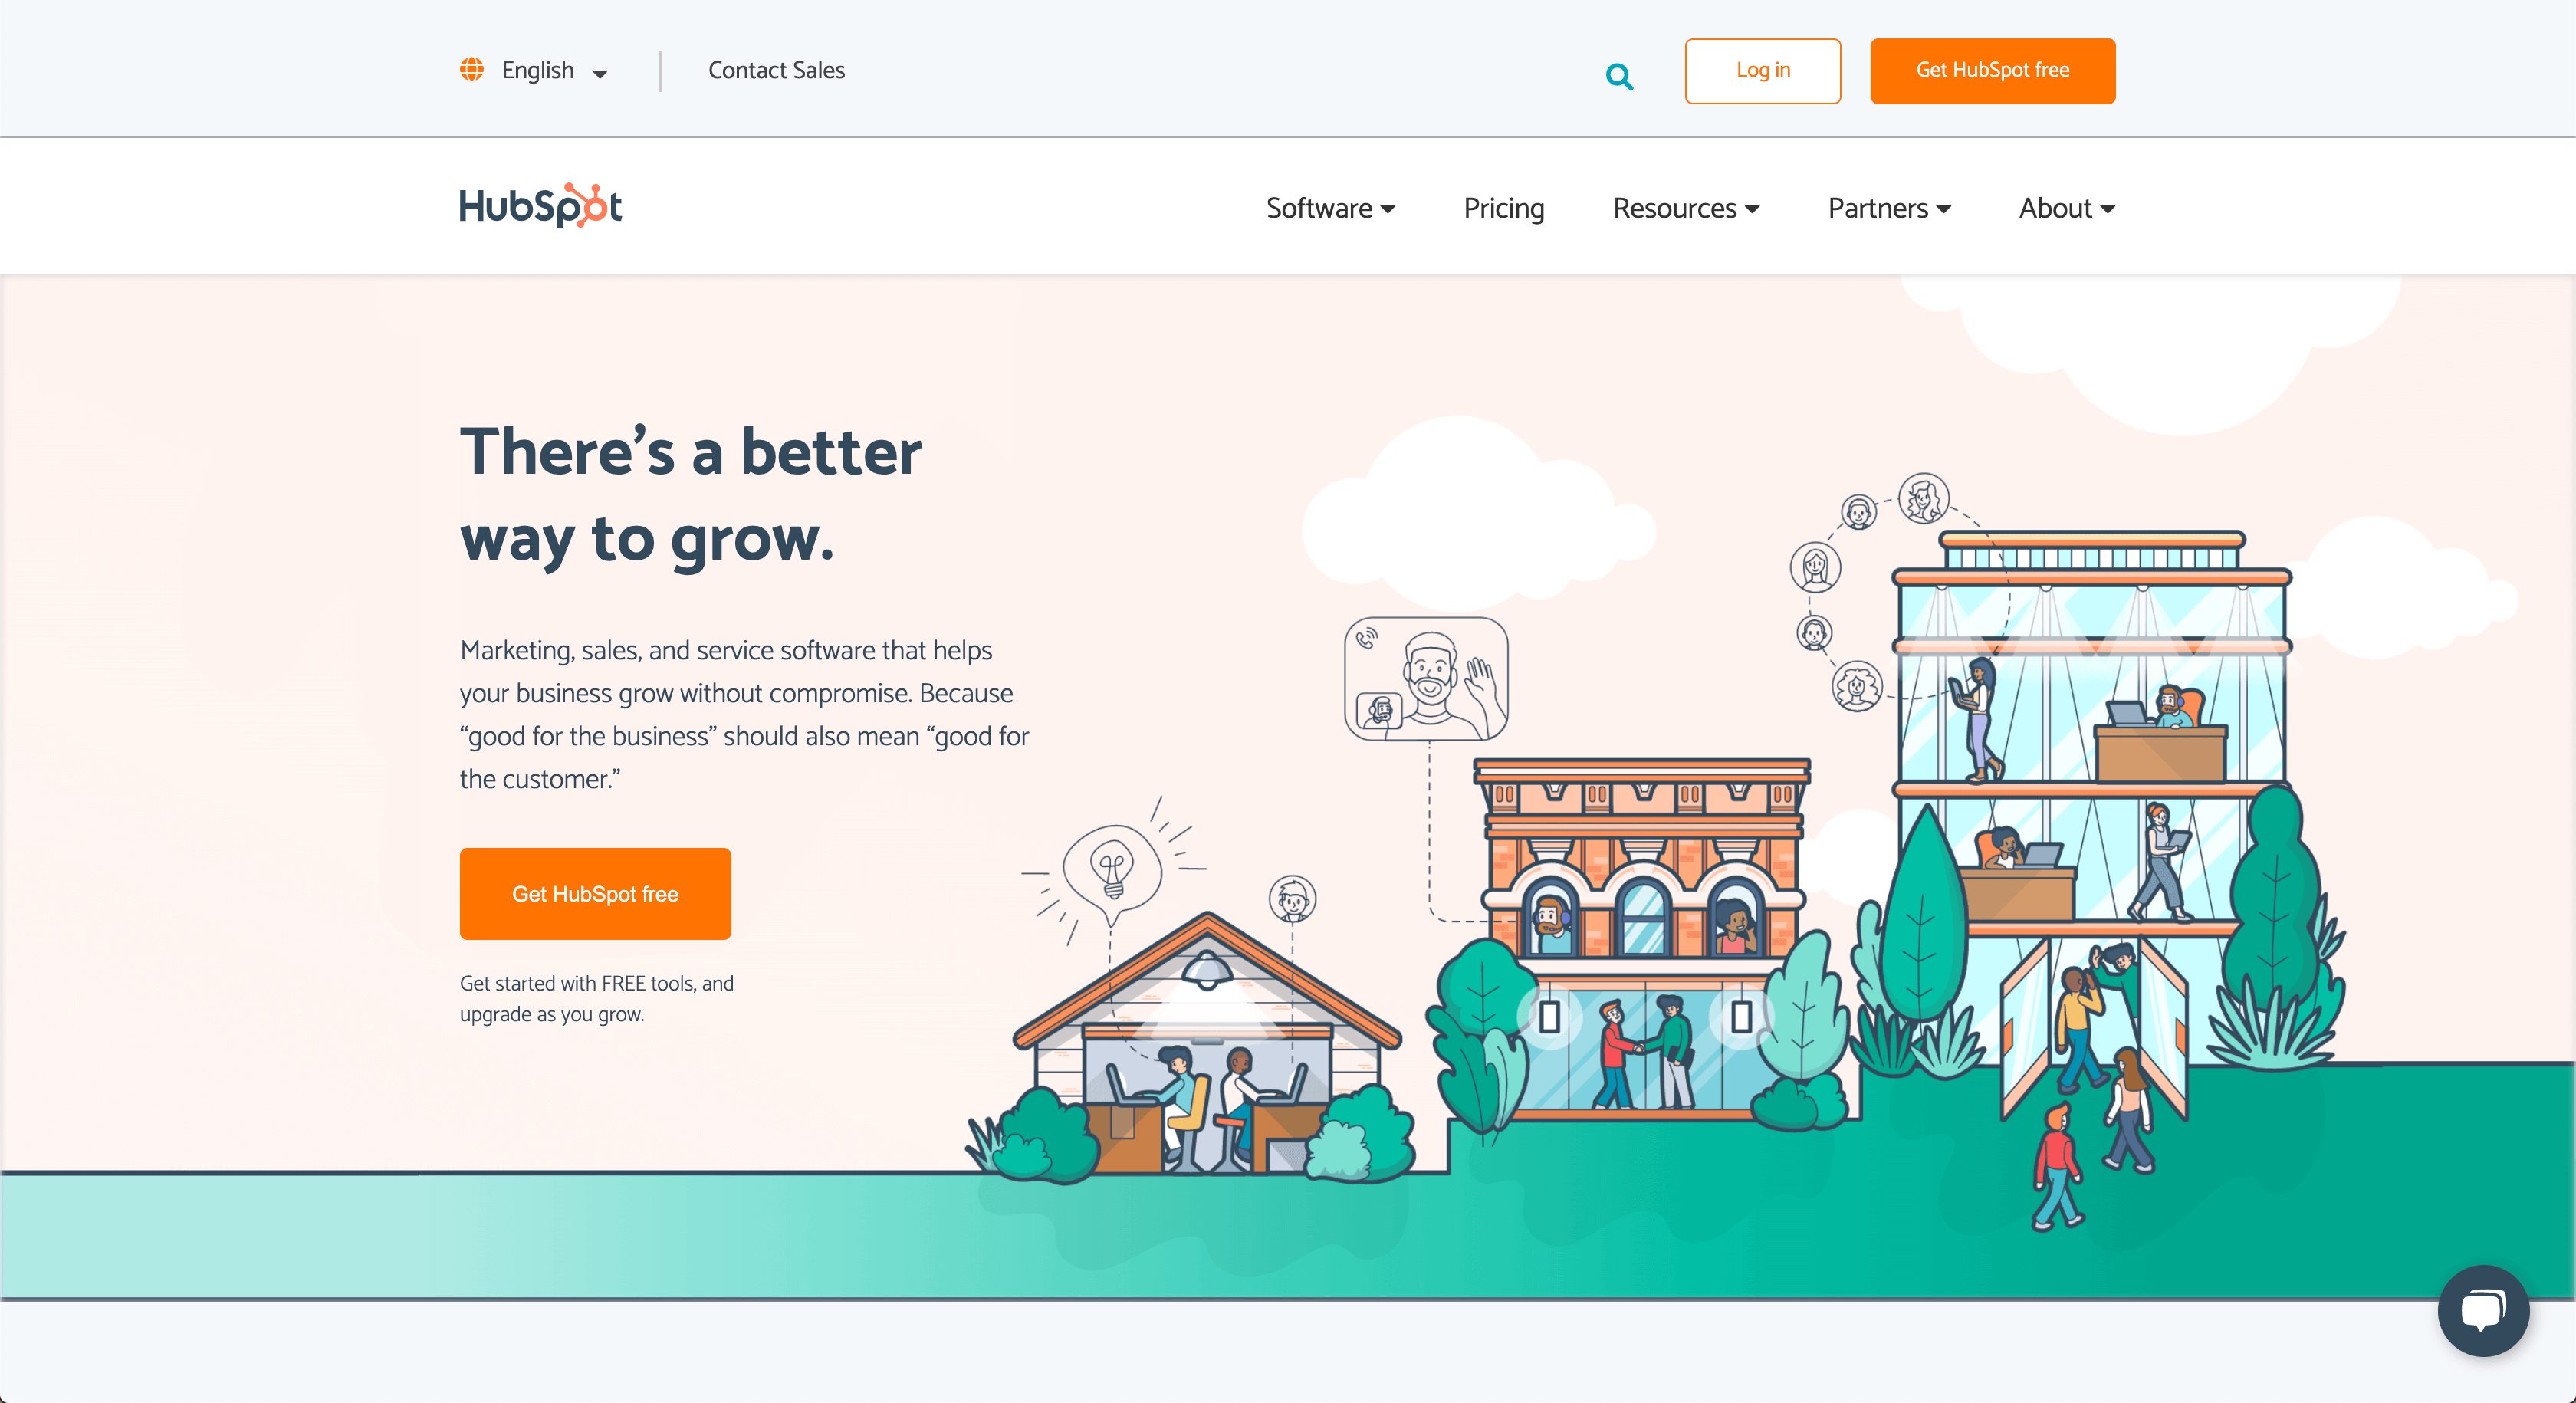 English
Contact Sales
Log in
Get HubSpot free
HubSpot
Software
Pricing
Resources
Partners
About
There’s a better
way to grow.
Marketing, sales, and service software that helps
your business grow without compromise. Because
“good for the business” should also mean “good for
the customer.”
Get HubSpot free
Get started with FREE tools, and
upgrade as you grow.